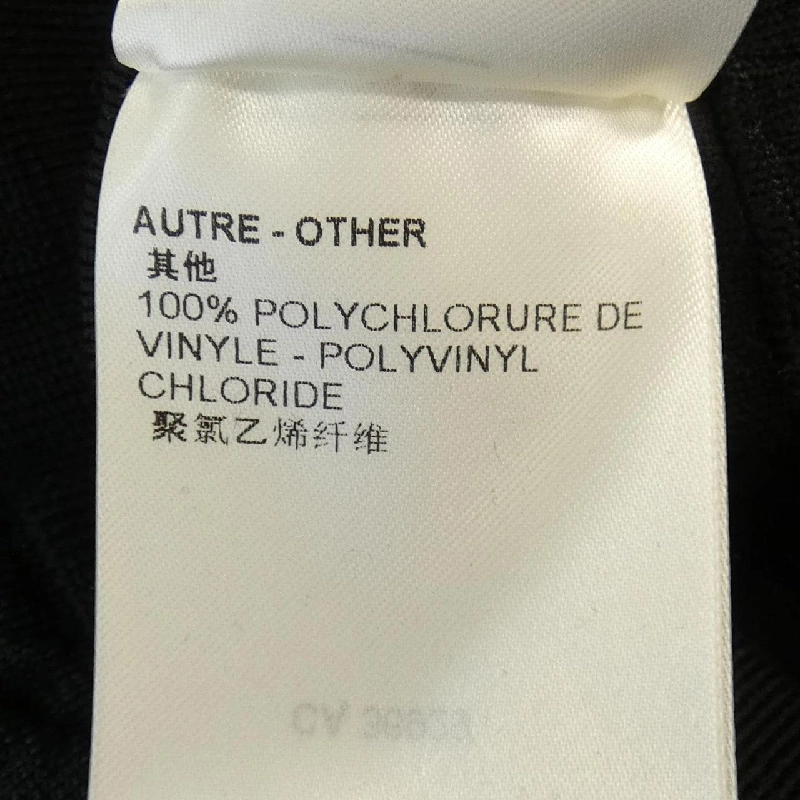 AUTRE - OTHER
其他
100% POLYCHLORURE DE
VINYLE - POLYVINYL
CHLORIDE
聚氯乙烯纤维